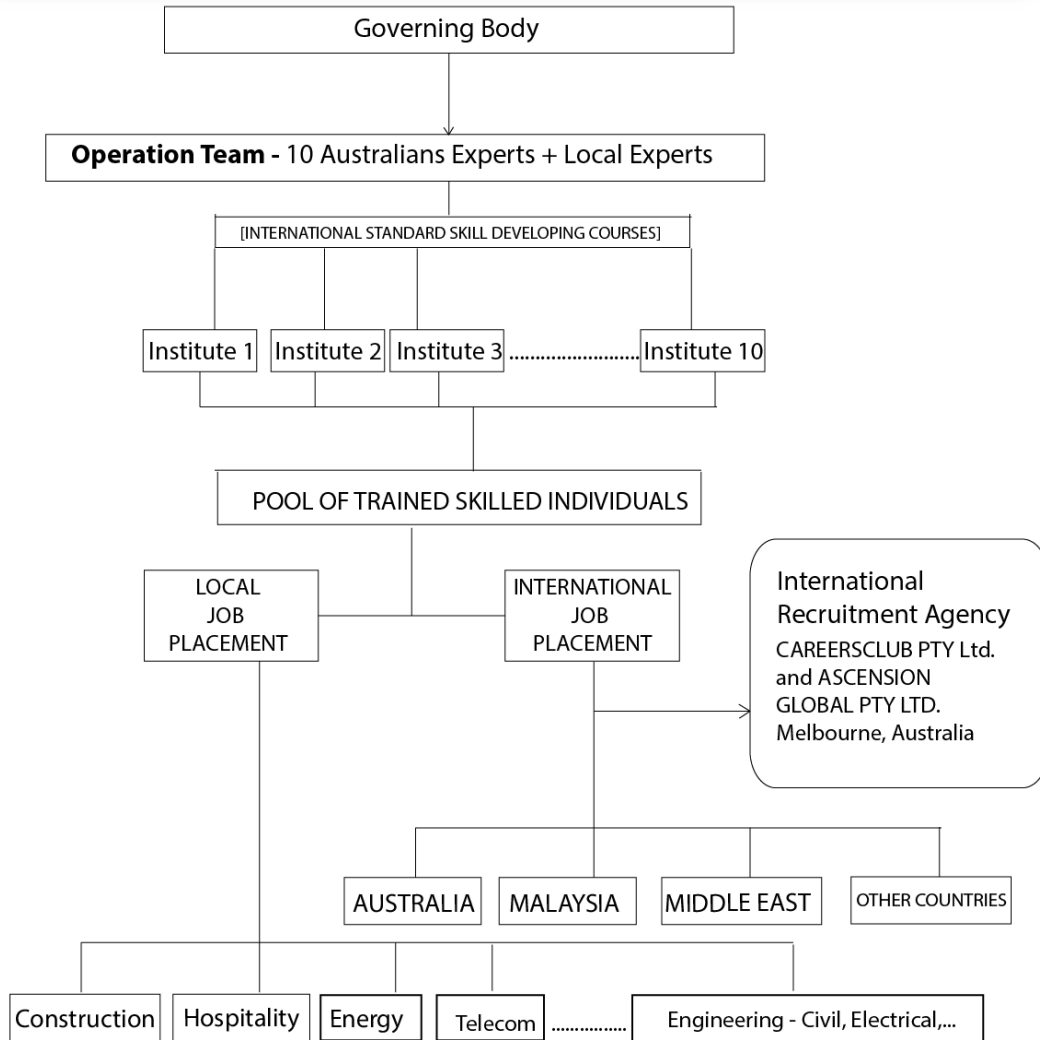 Governing Body
Operation Team - 10 Australians Experts + Local Experts
[INTERNATIONAL STANDARD SKILL DEVELOPING COURSES]
Institute 1
Institute 2
Institute 3
........................
Institute 10
POOL OF TRAINED SKILLED INDIVIDUALS
LOCAL
JOB
PLACEMENT
INTERNATIONAL
JOB
PLACEMENT
International
Recruitment Agency
CAREERSCLUB PTY Ltd.
and ASCENSION
GLOBAL PTY LTD.
Melbourne, Australia
AUSTRALIA
MALAYSIA
MIDDLE EAST
OTHER COUNTRIES
Construction
Hospitality
Energy
Telecom
...............
Engineering - Civil, Electrical,...